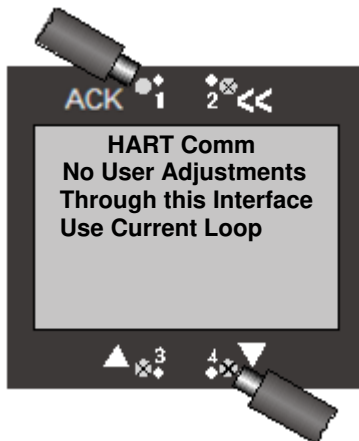 ACK 1 2 <<
HART Comm
No User Adjustments
Through this Interface
Use Current Loop
3 4